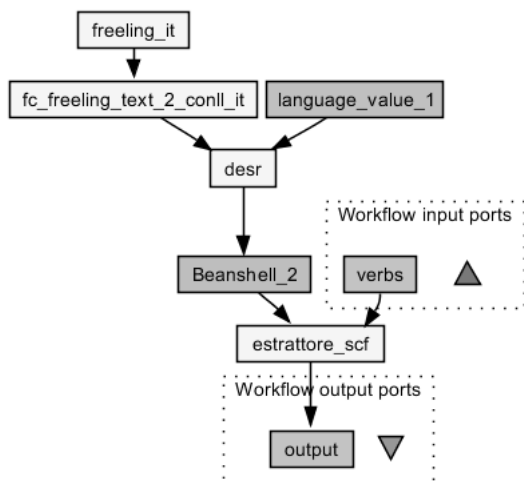 freeling_it
fc_freeling_text_2_conll_it
language_value_1
desr
Workflow input ports
Beanshell_2
verbs
estrattore_scf
Workflow output ports
output